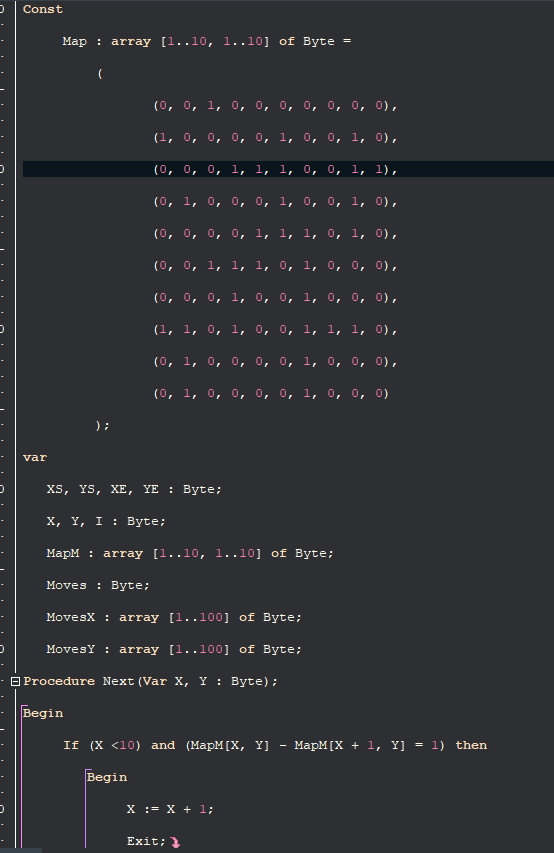 Const
Map : array [1..10, 1..10] of Byte =
(
(0, 0, 1, 0, 0, 0, 0, 0, 0, 0),
(1, 0, 0, 0, 0, 1, 0, 0, 1, 0),
(0, 0, 0, 1, 1, 1, 0, 0, 1, 1),
(0, 1, 0, 0, 0, 1, 0, 0, 1, 0),
(0, 0, 0, 0, 1, 1, 1, 0, 1, 0),
(0, 0, 1, 1, 1, 0, 1, 0, 0, 0),
(0, 0, 0, 1, 0, 0, 1, 0, 0, 0),
(1, 1, 0, 1, 0, 0, 1, 1, 1, 0),
(0, 1, 0, 0, 0, 0, 1, 0, 0, 0),
(0, 1, 0, 0, 0, 0, 1, 0, 0, 0)
);
var
XS, YS, XE, YE : Byte;
X, Y, I : Byte;
MapM : array [1..10, 1..10] of Byte;
Moves : Byte;
MovesX : array [1..100] of Byte;
MovesY : array [1..100] of Byte;
Procedure Next(Var X, Y : Byte);
Begin
If (X <10) and (MapM[X, Y] - MapM[X + 1, Y] = 1) then
Begin
X := X + 1;
Exit;